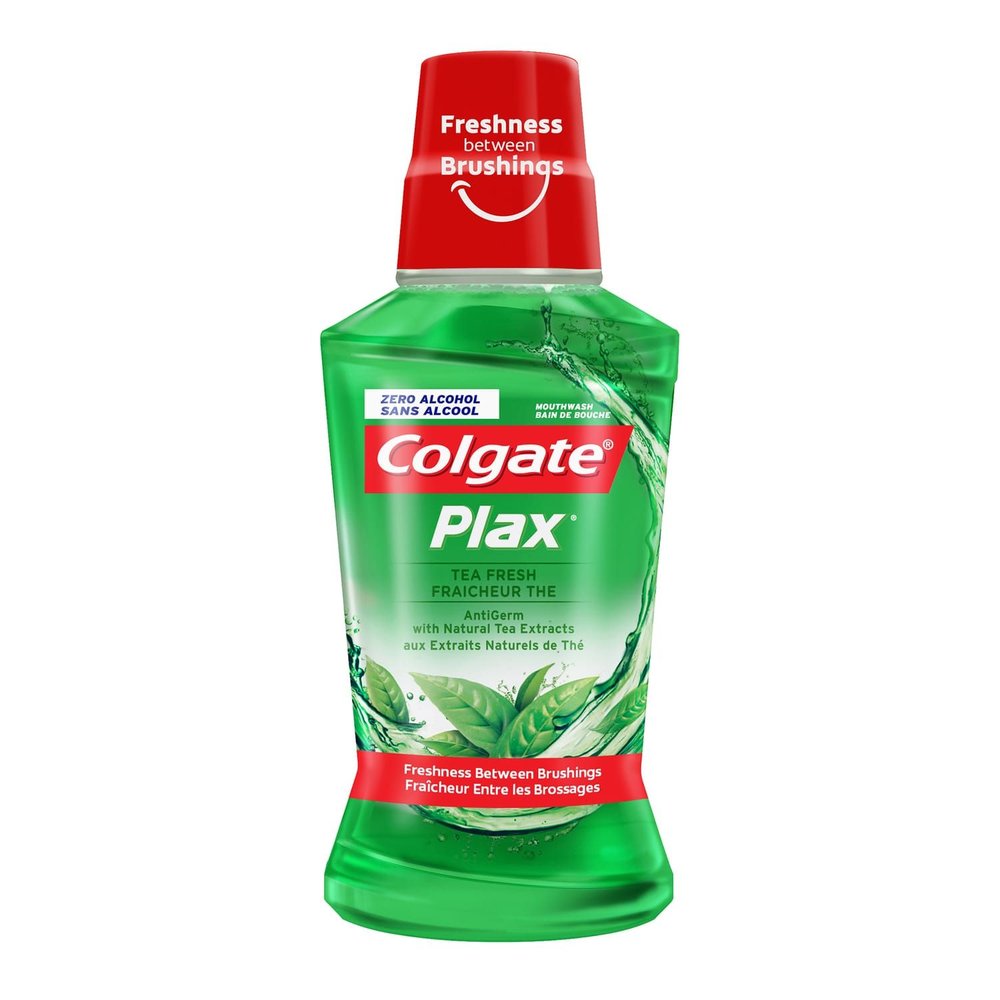 Freshness
between
Brushings
ZERO ALCOHOL
SANS ALCOOL
MOUTHWASH
BAIN DE BOUCHE
Colgate®
Plax®
TEA FRESH
FRAICHEUR THE
AntiGerm
with Natural Tea Extracts
aux Extraits Naturels de Thé
Freshness Between Brushings
Fraîcheur Entre les Brossages